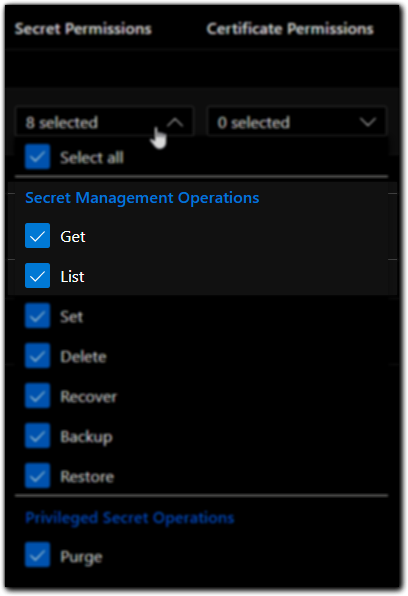 Secret Permissions Certificate Permissions
8 selected 0 selected
Select all
Secret Management Operations
Get
List
Set
Delete
Recover
Backup
Restore
Privileged Secret Operations
Purge